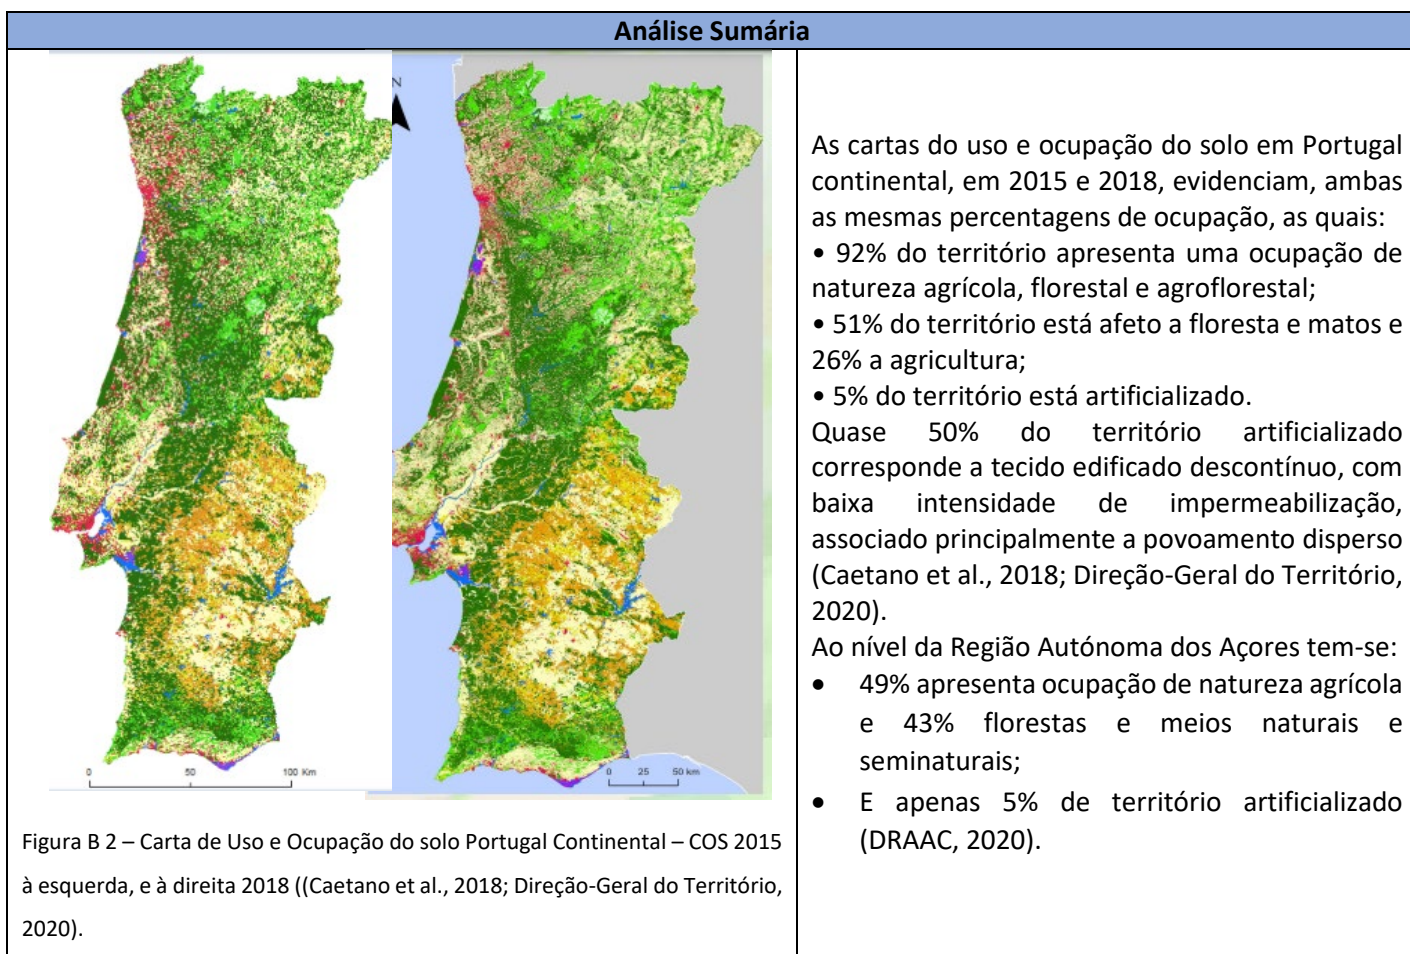 Análise Sumária
N
0 50 100 Km
0 25 50 km
Figura B 2 – Carta de Uso e Ocupação do solo Portugal Continental – COS 2015
à esquerda, e à direita 2018 ((Caetano et al., 2018; Direção-Geral do Território,
2020).
As cartas do uso e ocupação do solo em Portugal
continental, em 2015 e 2018, evidenciam, ambas
as mesmas percentagens de ocupação, as quais:
• 92% do território apresenta uma ocupação de
natureza agrícola, florestal e agroflorestal;
• 51% do território está afeto a floresta e matos e
26% a agricultura;
• 5% do território está artificializado.
Quase 50% do território artificializado
corresponde a tecido edificado descontínuo, com
baixa intensidade de impermeabilização,
associado principalmente a povoamento disperso
(Caetano et al., 2018; Direção-Geral do Território,
2020).
Ao nível da Região Autónoma dos Açores tem-se:
• 49% apresenta ocupação de natureza agrícola
e 43% florestas e meios naturais e
seminaturais;
• E apenas 5% de território artificializado
(DRAAC, 2020).